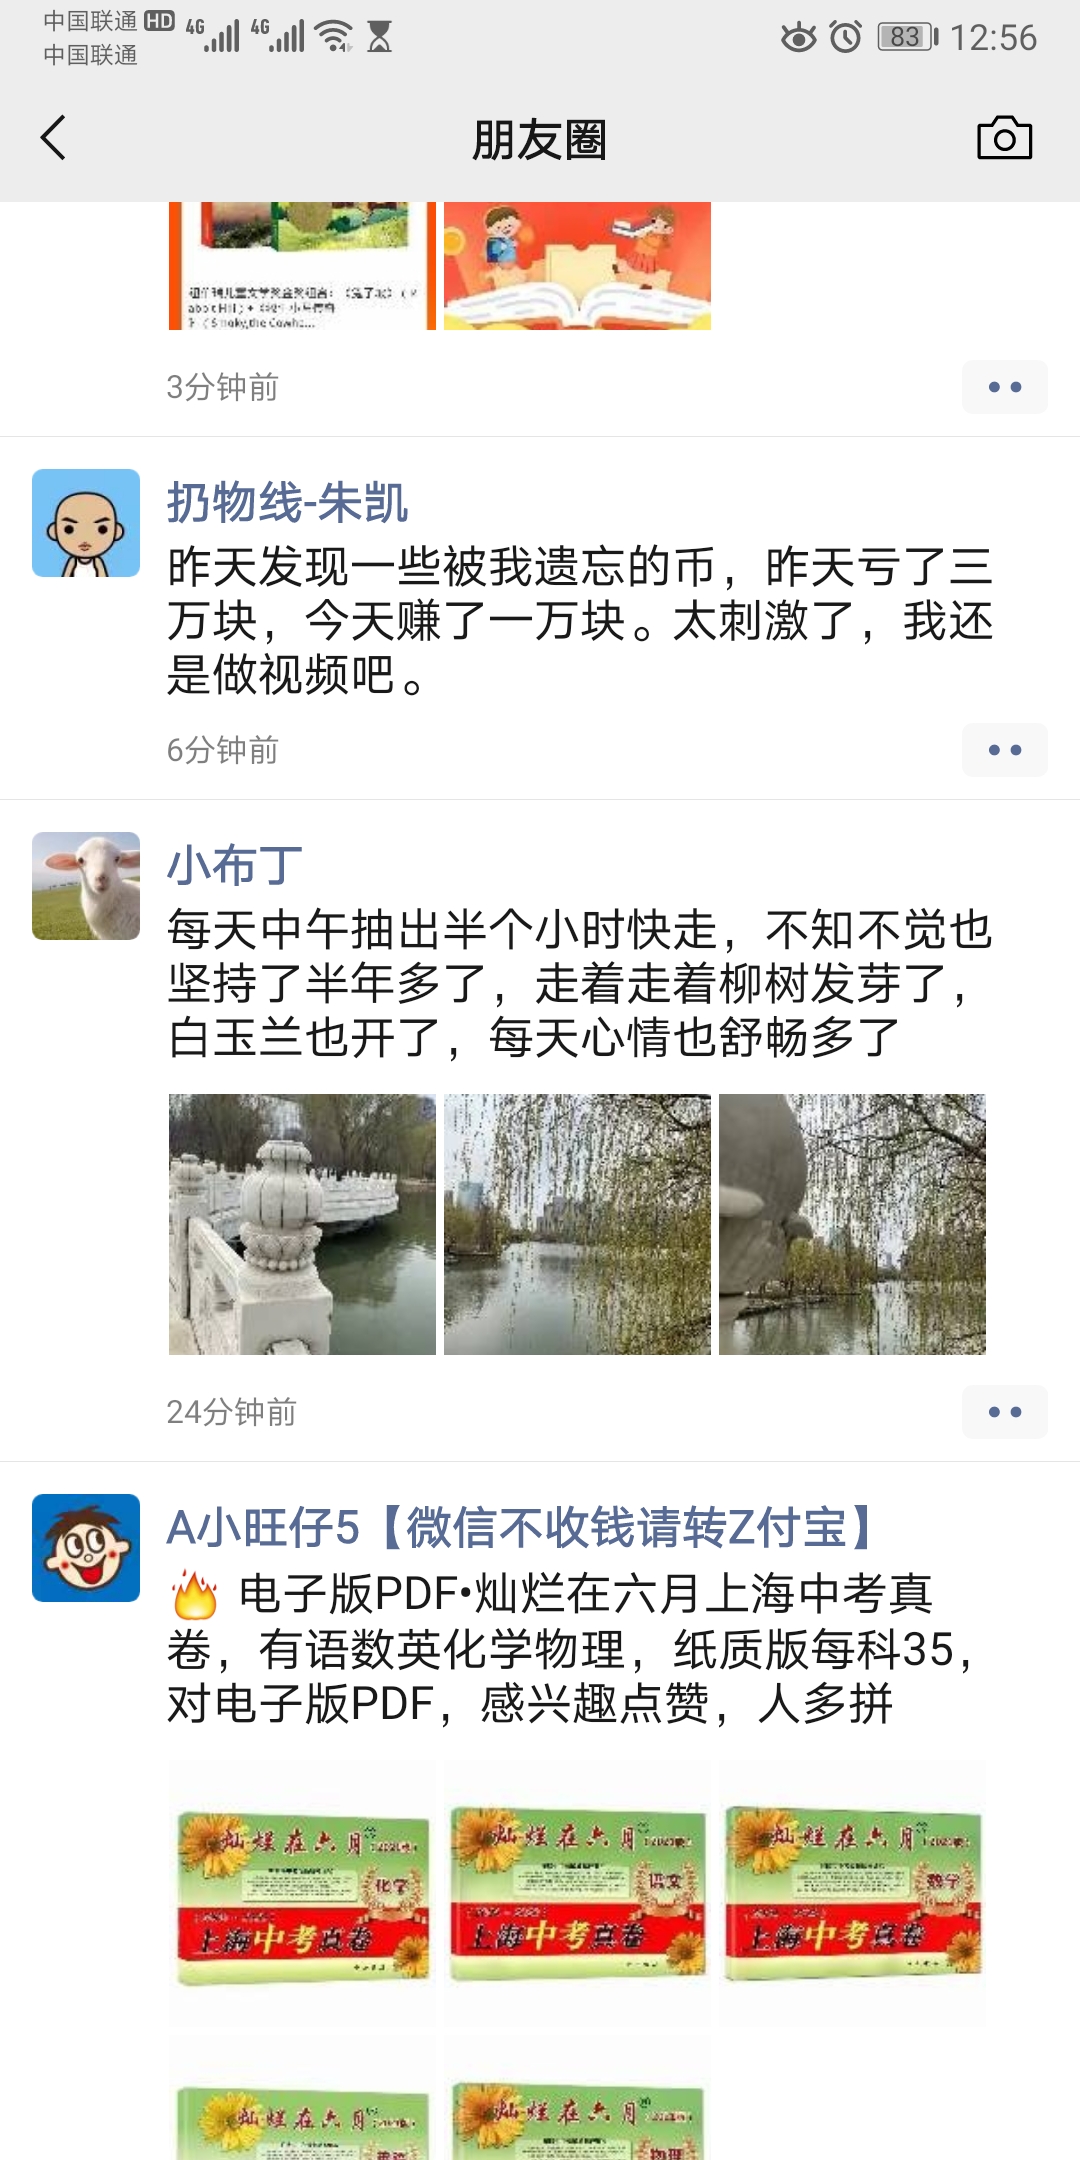 中国联通 HD 4G 4G
中国联通
83 12:56
朋友圈
3分钟前
扔物线-朱凯
昨天发现一些被我遗忘的币，昨天亏了三
万块，今天赚了一万块。太刺激了，我还
是做视频吧。
6分钟前
小布丁
每天中午抽出半个小时快走，不知不觉也
坚持了半年多了，走着走着柳树发芽了，
白玉兰也开了，每天心情也舒畅多了
24分钟前
A小旺仔5【微信不收钱请转Z付宝】
🔥 电子版PDF•灿烂在六月上海中考真
卷，有语数英化学物理，纸质版每科35，
对电子版PDF，感兴趣点赞，人多拼
灿烂在六月
化学
上海中考真卷
灿烂在六月
语文
上海中考真卷
灿烂在六月
数学
上海中考真卷
灿烂在六月
灿烂在六月
物理